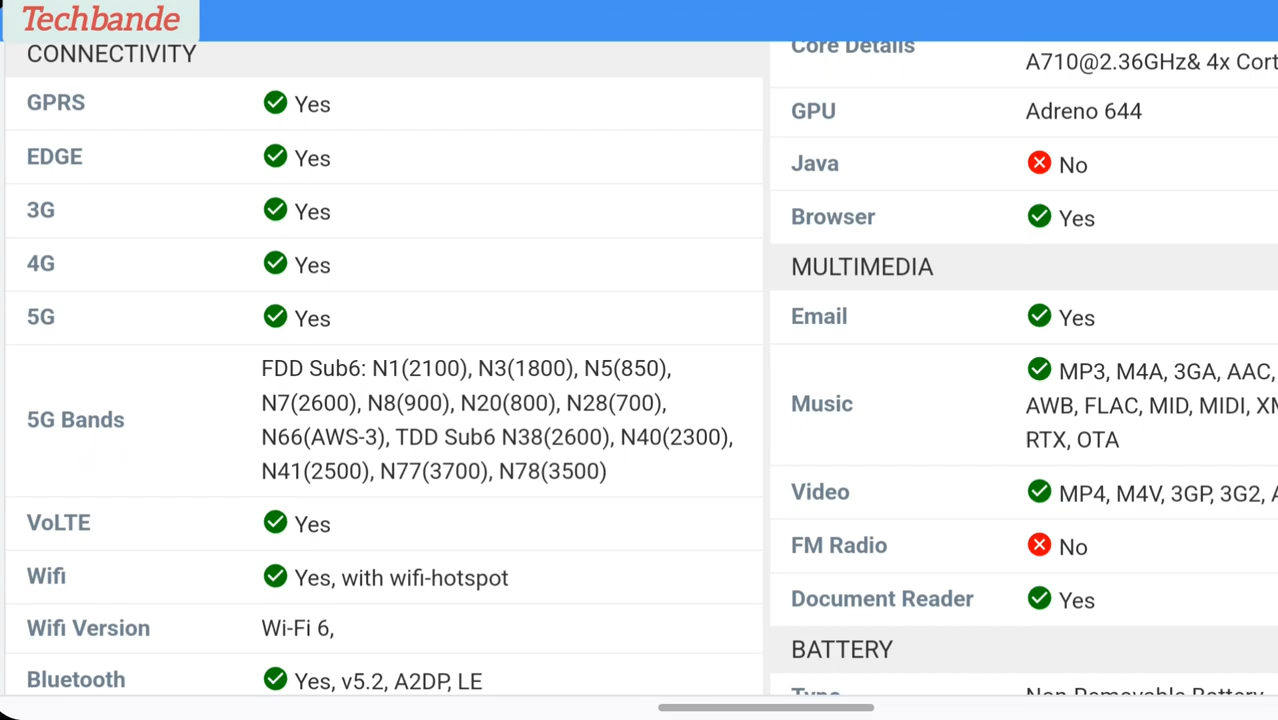 Techbande
CONNECTIVITY
GPRS
Yes
EDGE
Yes
3G
Yes
4G
Yes
5G
Yes
5G Bands
FDD Sub6: N1(2100), N3(1800), N5(850),
N7(2600), N8(900), N20(800), N28(700),
N66(AWS-3), TDD Sub6 N38(2600), N40(2300),
N41(2500), N77(3700), N78(3500)
VoLTE
Yes
Wifi
Yes, with wifi-hotspot
Wifi Version
Wi-Fi 6,
Bluetooth
Yes, v5.2, A2DP, LE
Core Details
A710@2.36GHz& 4x Cort
GPU
Adreno 644
Java
No
Browser
Yes
MULTIMEDIA
Email
Yes
Music
MP3, M4A, 3GA, AAC,
AWB, FLAC, MID, MIDI, XM
RTX, OTA
Video
MP4, M4V, 3GP, 3G2,
FM Radio
No
Document Reader
Yes
BATTERY
Type
Non Removable Battery